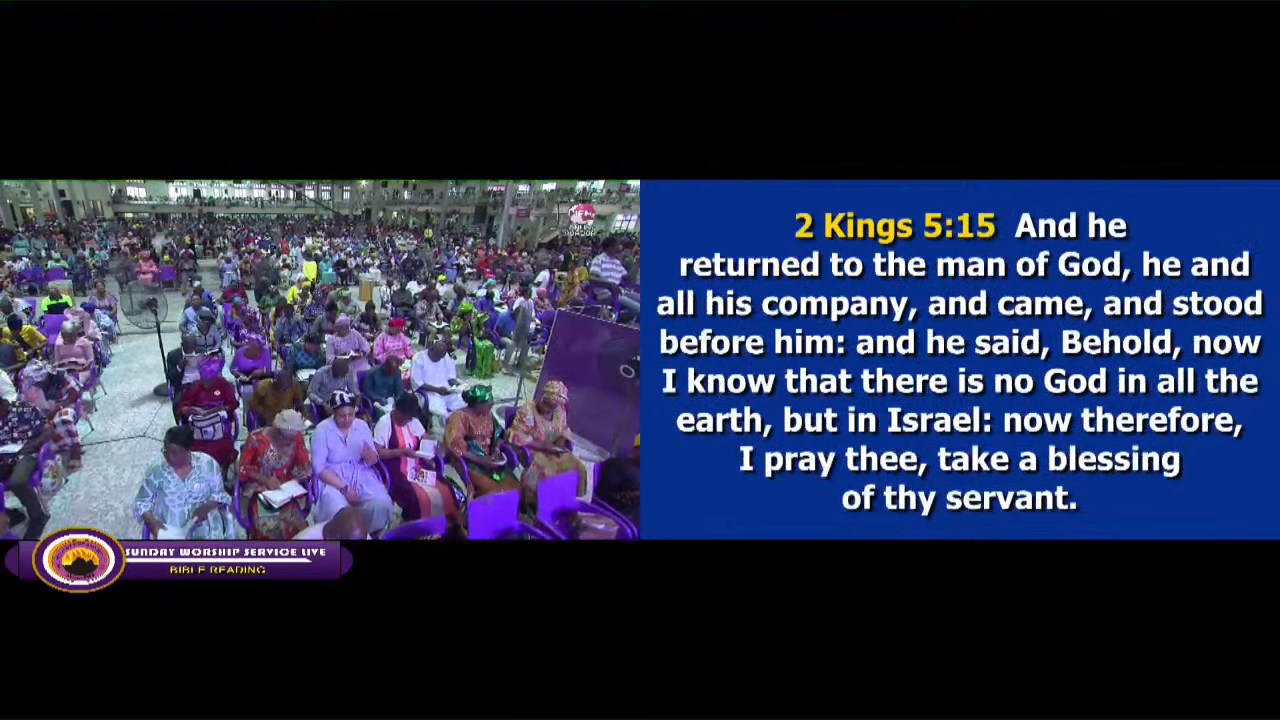 2 Kings 5:15 And he
returned to the man of God, he and
all his company, and came, and stood
before him: and he said, Behold, now
I know that there is no God in all the
earth, but in Israel: now therefore,
I pray thee, take a blessing
of thy servant.
SUNDAY WORSHIP SERVICE LIVE
BIBLE READING